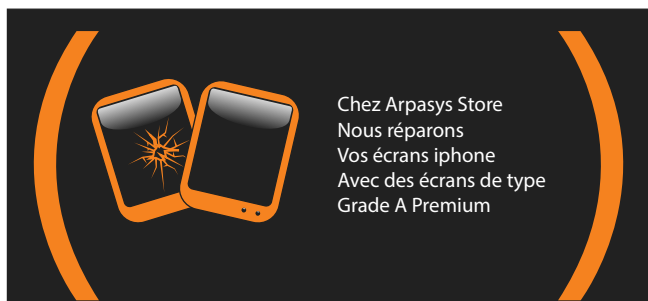 Chez Arpasys Store
Nous réparons
Vos écrans iphone
Avec des écrans de type
Grade A Premium